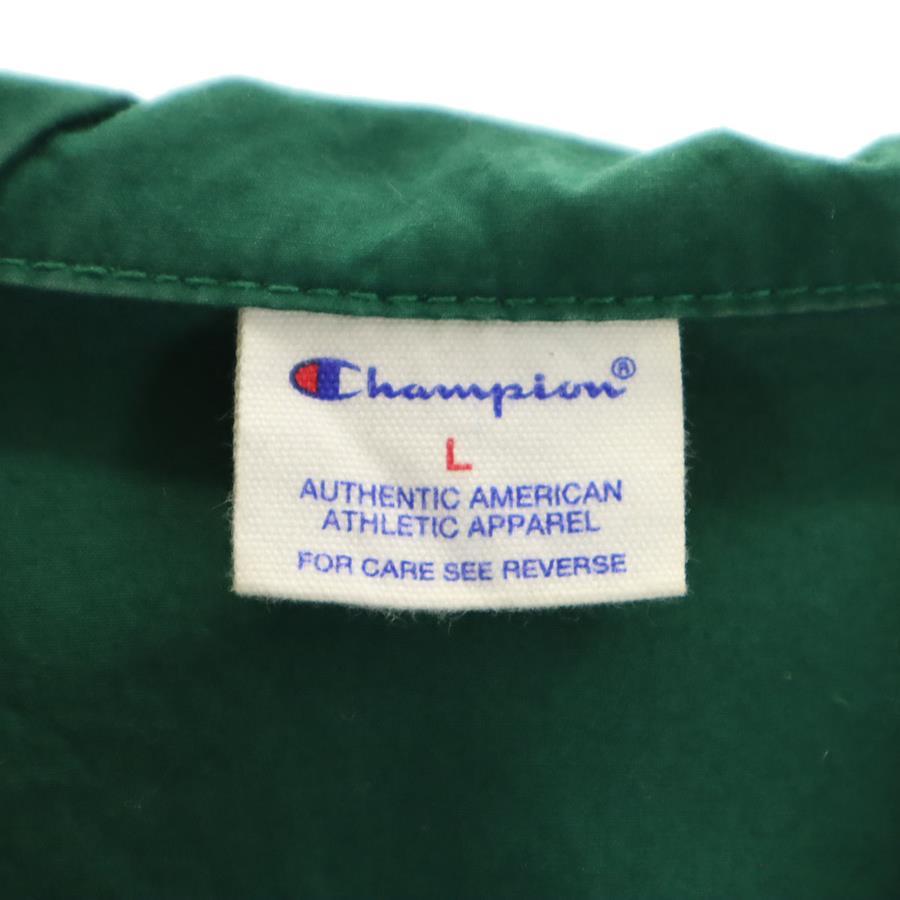 Champion®
L
AUTHENTIC AMERICAN
ATHLETIC APPAREL
FOR CARE SEE REVERSE